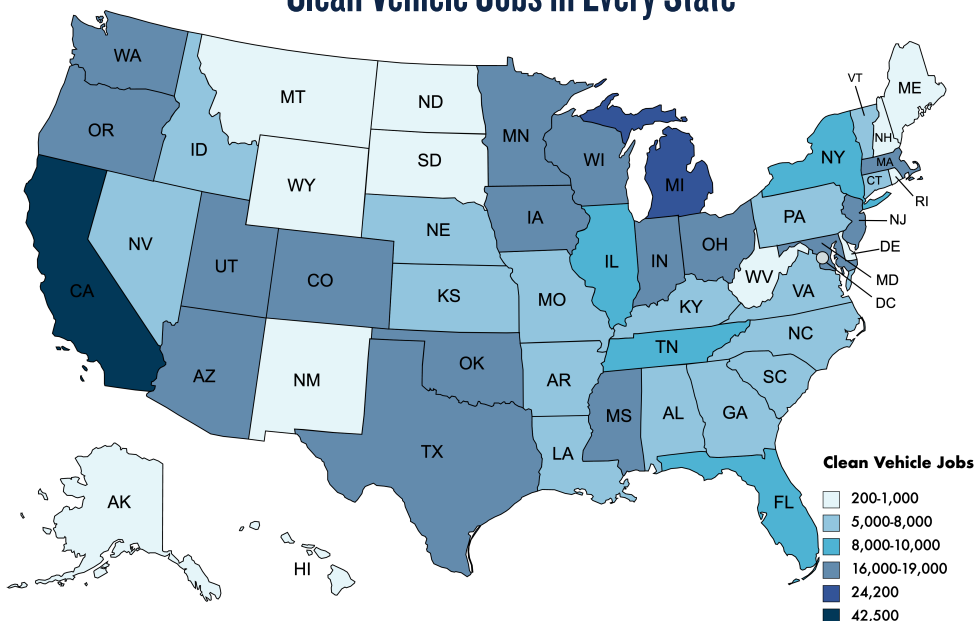 Clean Vehicle Jobs in Every State
WA
OR
CA
NV
ID
MT
WY
UT
AZ
CO
NM
ND
SD
NE
KS
OK
TX
MN
IA
MO
AR
LA
WI
IL
MI
IN
OH
KY
TN
MS
AL
GA
FL
SC
NC
VA
WV
PA
NY
VT
NH
ME
MA
CT
RI
NJ
DE
MD
DC
AK
HI
Clean Vehicle Jobs
200-1,000
5,000-8,000
8,000-10,000
16,000-19,000
24,200
42,500